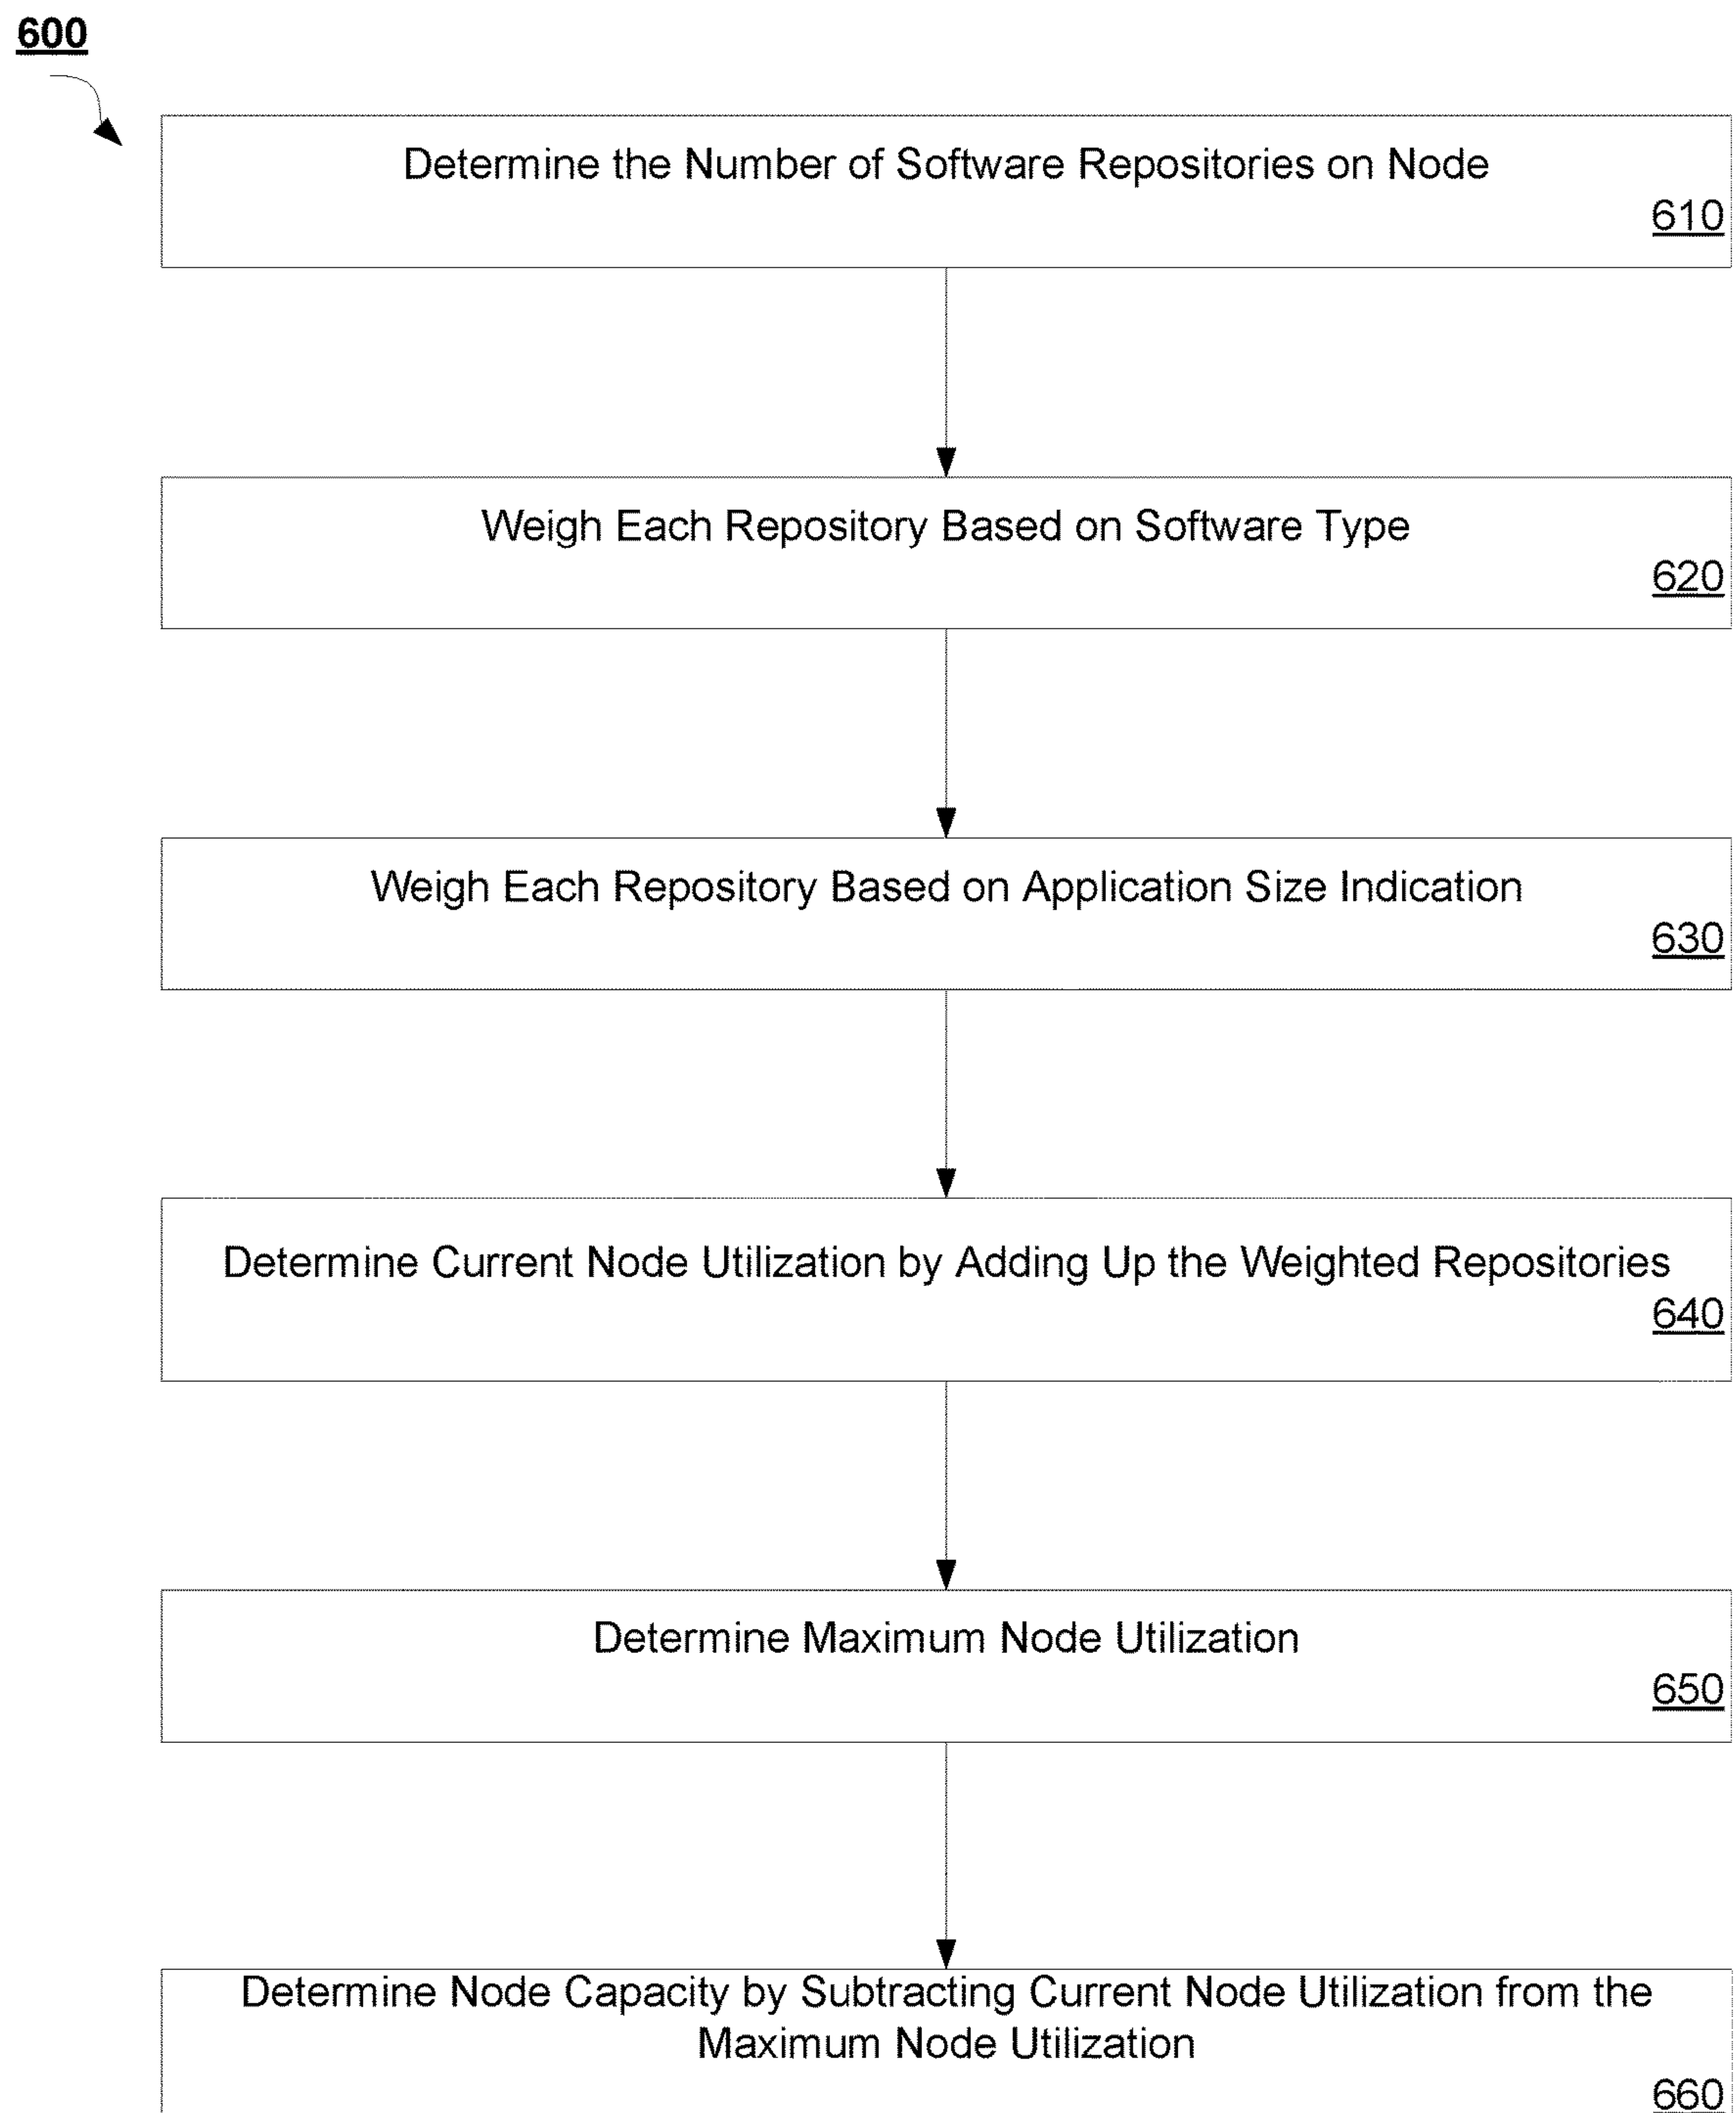 600
Determine the Number of Software Repositories on Node
610
Weigh Each Repository Based on Software Type
620
Weigh Each Repository Based on Application Size Indication
630
Determine Current Node Utilization by Adding Up the Weighted Repositories
640
Determine Maximum Node Utilization
650
Determine Node Capacity by Subtracting Current Node Utilization from the
Maximum Node Utilization
660